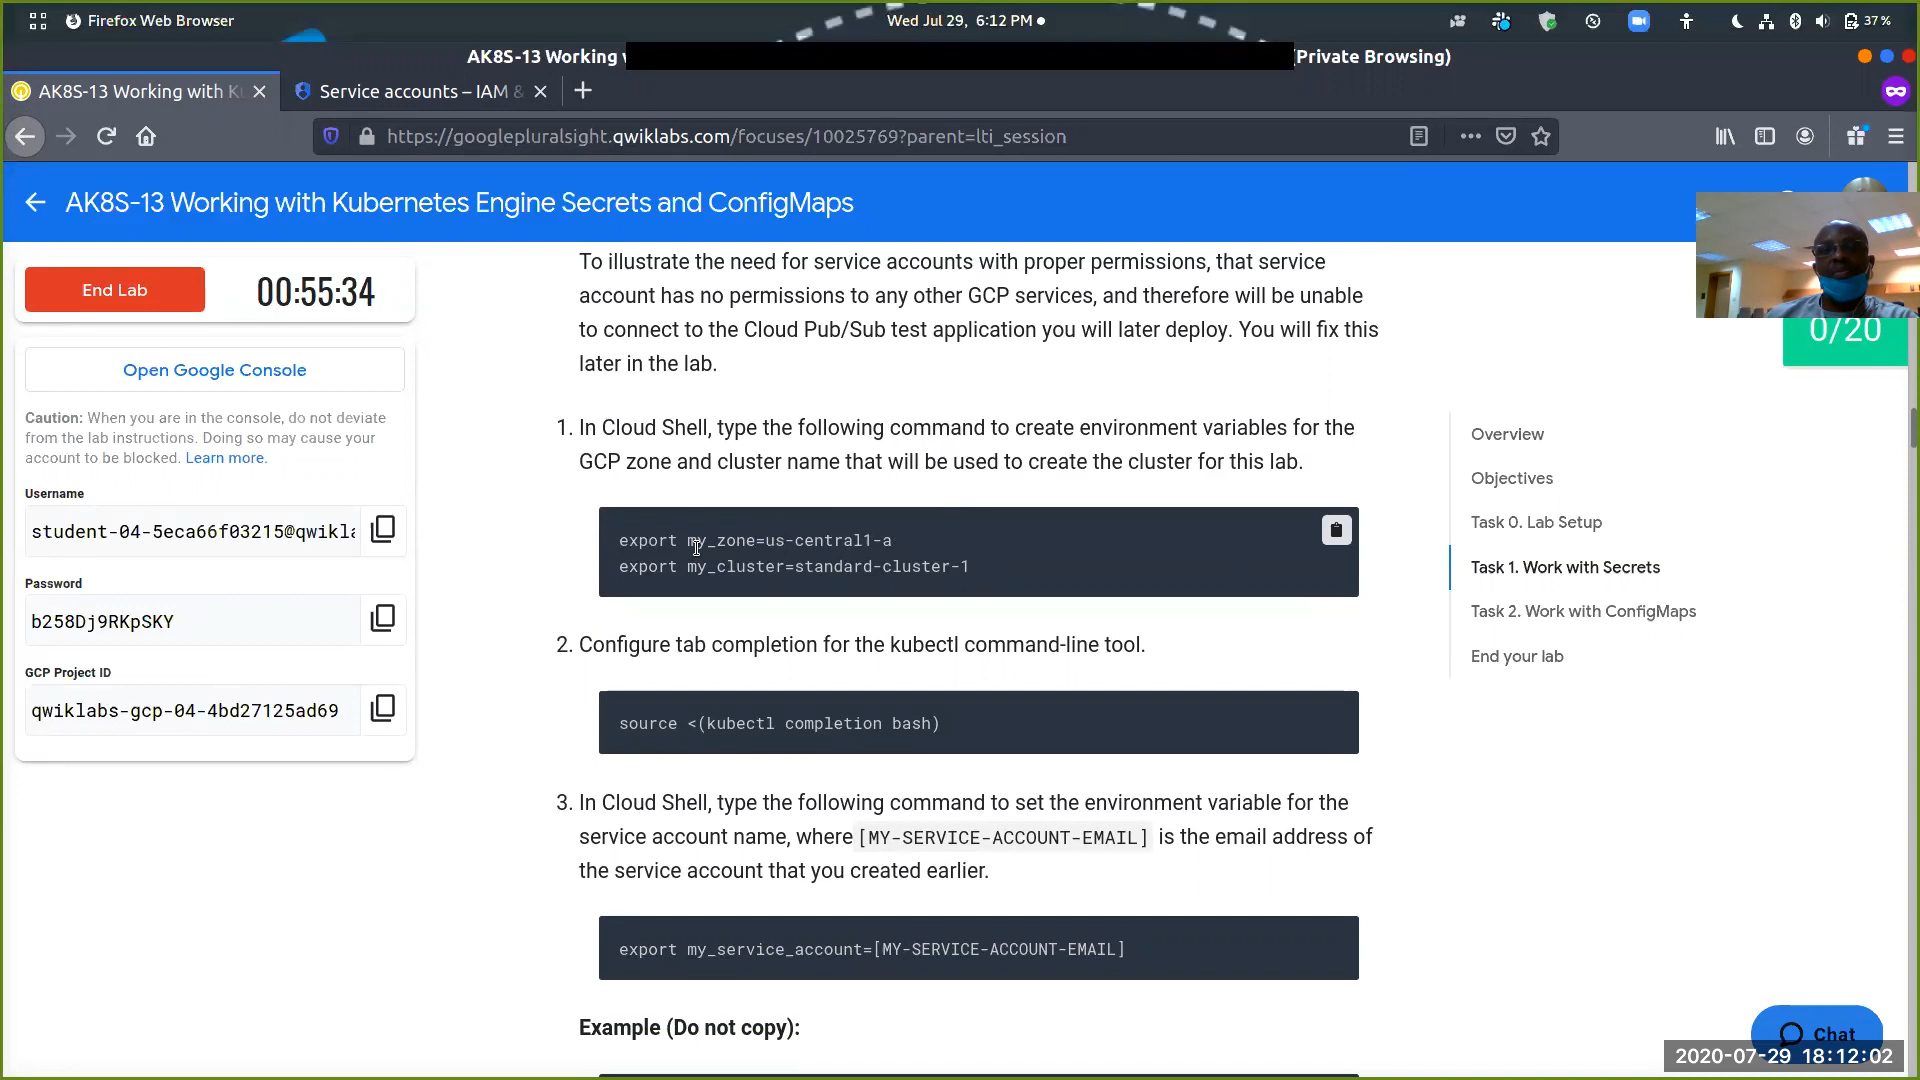 Firefox Web Browser
Wed Jul 29, 6:12 PM
37 %
AK8S-13 Working
(Private Browsing)
AK8S-13 Working with K
Service accounts – IAM &
https://googlepluralsight.qwiklabs.com/focuses/10025769?parent=lti_session
AK8S-13 Working with Kubernetes Engine Secrets and ConfigMaps
End Lab
00:55:34
Open Google Console
Caution: When you are in the console, do not deviate
from the lab instructions. Doing so may cause your
account to be blocked. Learn more.
Username
student-04-5eca66f03215@qwikla
Password
b258Dj9RKpSKY
GCP Project ID
qwiklabs-gcp-04-4bd27125ad69
To illustrate the need for service accounts with proper permissions, that service
account has no permissions to any other GCP services, and therefore will be unable
to connect to the Cloud Pub/Sub test application you will later deploy. You will fix this
later in the lab.
1. In Cloud Shell, type the following command to create environment variables for the
GCP zone and cluster name that will be used to create the cluster for this lab.
export my_zone=us-central1-a
export my_cluster=standard-cluster-1
2. Configure tab completion for the kubectl command-line tool.
source <(kubectl completion bash)
3. In Cloud Shell, type the following command to set the environment variable for the
service account name, where [MY-SERVICE-ACCOUNT-EMAIL] is the email address of
the service account that you created earlier.
export my_service_account=[MY-SERVICE-ACCOUNT-EMAIL]
Example (Do not copy):
0/20
Overview
Objectives
Task 0. Lab Setup
Task 1. Work with Secrets
Task 2. Work with ConfigMaps
End your lab
Chat
2020-07-29 18:12:02